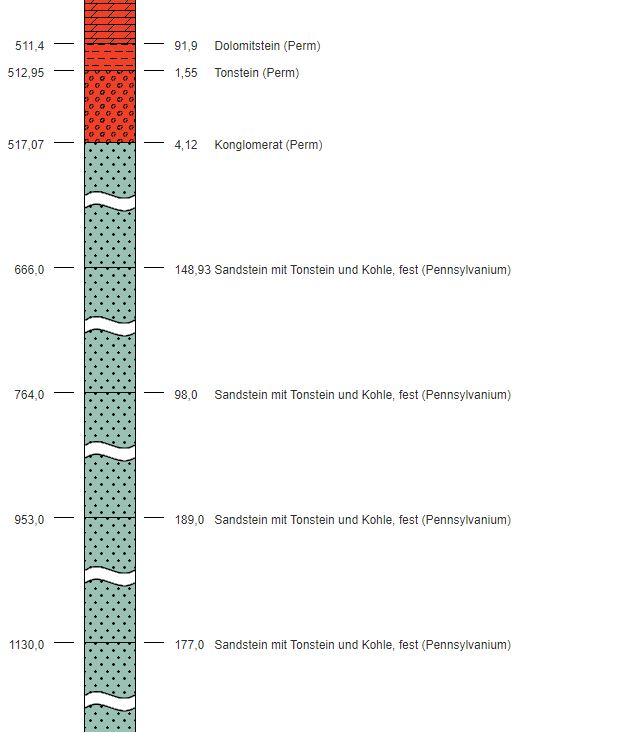 511,4 91,9 Dolomitstein (Perm)
512,95 1,55 Tonstein (Perm)
517,07 4,12 Konglomerat (Perm)
666,0 148,93 Sandstein mit Tonstein und Kohle, fest (Pennsylvanium)
764,0 98,0 Sandstein mit Tonstein und Kohle, fest (Pennsylvanium)
953,0 189,0 Sandstein mit Tonstein und Kohle, fest (Pennsylvanium)
1130,0 177,0 Sandstein mit Tonstein und Kohle, fest (Pennsylvanium)